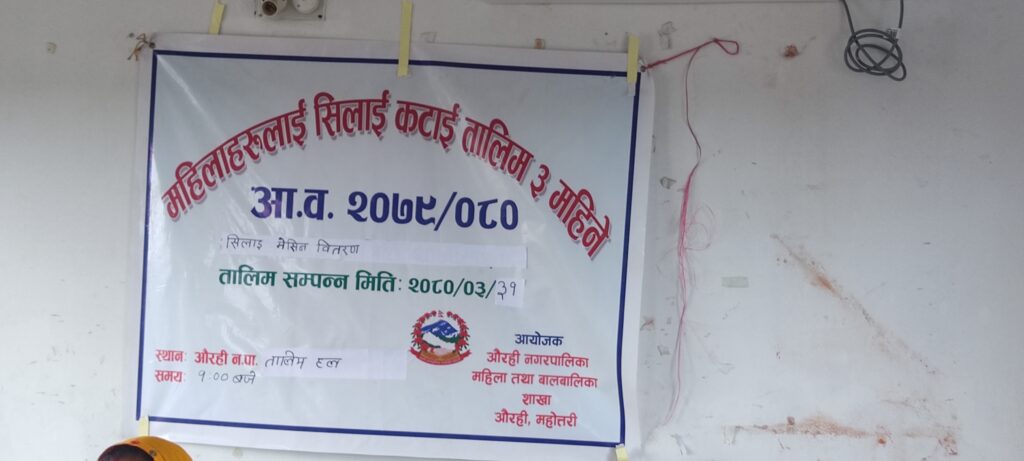 महिलाहरुलाई सिलाई कटाई तालिम ३ महिने
आ.व. २०७९/०८०
सिलाइ मेसिन वितरण
तालिम सम्पन्न मिति: २०८०/०३/३१
स्थान: औरही न.पा. तालिम हल
समय: १:०० बजे
आयोजक
औरही नगरपालिका
महिला तथा बालबालिका
शाखा
औरही, महोत्तरी